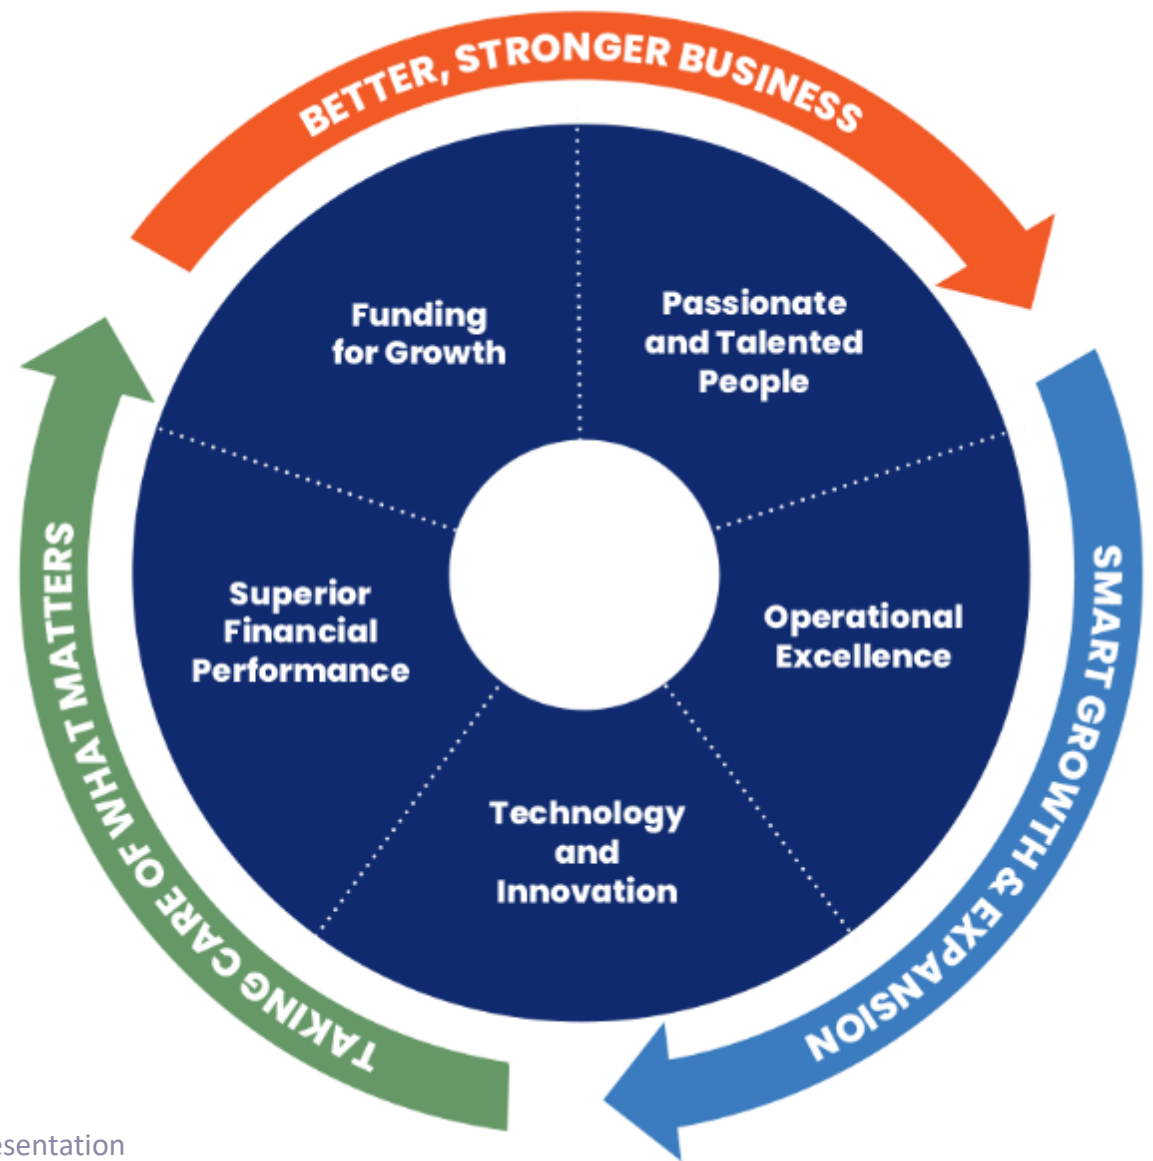 BETTER, STRONGER BUSINESS
Funding
for Growth
Passionate
and Talented
People
Superior
Financial
Performance
Operational
Excellence
Technology
and
Innovation
SMART GROWTH & EXPANSION
TAKING CARE OF WHAT MATTERS